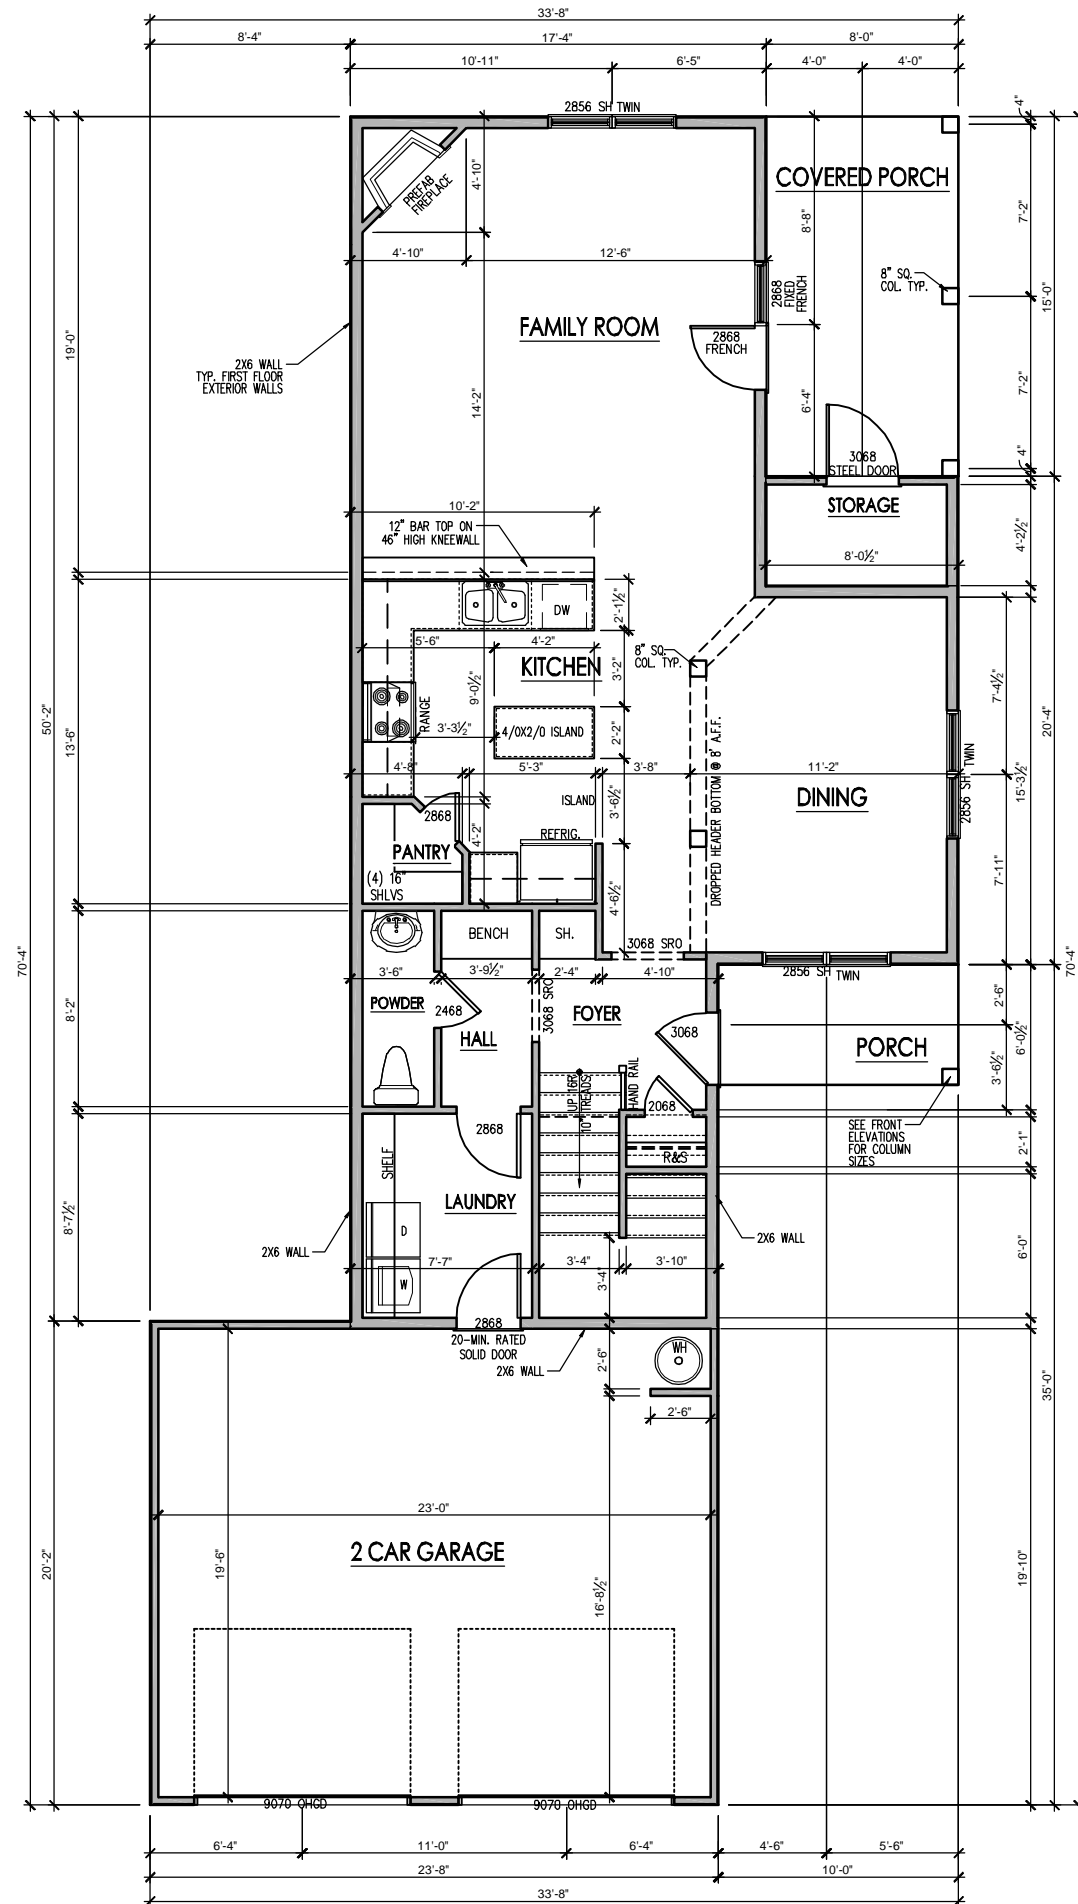 33'-8"
8'-4"
17'-4"
8'-0"
10'-11"
6'-5"
4'-0"
4'-0"
2856 SH TWIN
4"
COVERED PORCH
PREFAB
FIREPLACE
4'-10"
8'-8"
7'-2"
4'-10"
12'-6"
2868
FIXED
FRENCH
8" SQ.
COL. TYP.
15'-0"
FAMILY ROOM
2868
FRENCH
19'-0"
2X6 WALL
TYP. FIRST FLOOR
EXTERIOR WALLS
14'-2"
6'-4"
7'-2"
4"
3068
STEEL DOOR
STORAGE
10'-2"
12" BAR TOP ON
46" HIGH KNEEWALL
4'-2½"
8'-0½"
DW
2'-1½"
5'-6"
4'-2"
KITCHEN
3'-2"
8" SQ.
COL. TYP.
9'-0½"
7'-4½"
RANGE
3'-3½"
4/0X2/0 ISLAND
2'-2"
50'-2"
13'-6"
20'-4"
15'-3½"
4'-8"
5'-3"
3'-8"
11'-2"
DROPPED HEADER BOTTOM @ 8' A.F.F.
2856 SH TWIN
DINING
ISLAND
2868
3'-6½"
4'-2"
REFRIG.
PANTRY
(4) 16"
SHLVS
7'-11"
4'-6½"
BENCH
SH.
3068 SRO
70'-4"
70'-4"
3'-6"
3'-9½"
2'-4"
4'-10"
2856 SH TWIN
POWDER
2468
HALL
3068 SRO
FOYER
3068
PORCH
2'-6"
6'-0½"
3'-6½"
8'-2"
UP 16R
10" TREADS
HAND RAIL
2068
2868
SEE FRONT
ELEVATIONS
FOR COLUMN
SIZES
2'-1"
SHELF
R&S
LAUNDRY
8'-7½"
2X6 WALL
D
2X6 WALL
6'-0"
7'-7"
3'-4"
3'-10"
3'-4"
W
2868
20-MIN. RATED
SOLID DOOR
2X6 WALL
2'-6"
WH
2'-6"
35'-0"
23'-0"
2 CAR GARAGE
20'-2"
19'-6"
16'-8½"
19'-10"
9070 OHGD
9070 OHGD
6'-4"
11'-0"
6'-4"
4'-6"
5'-6"
23'-8"
10'-0"
33'-8"